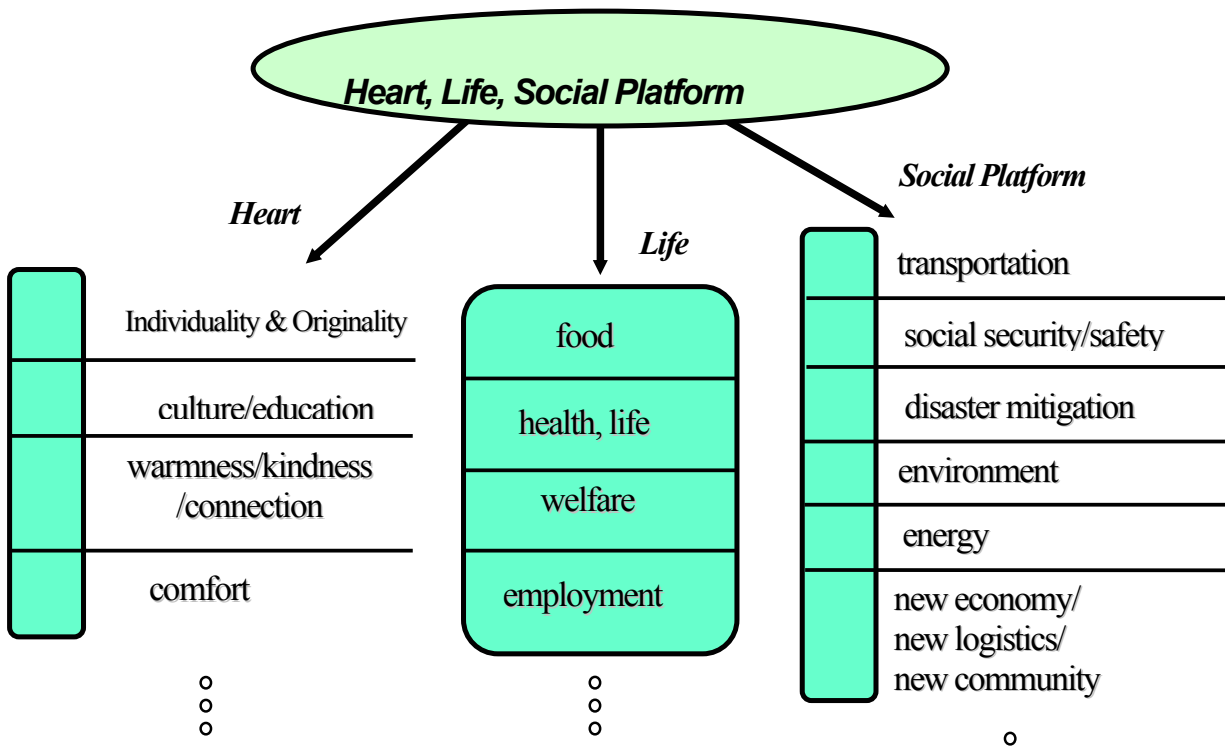 Heart, Life, Social Platform
Heart
Individuality & Originality
culture/education
warmness/kindness
/connection
comfort
Life
food
health, life
welfare
employment
Social Platform
transportation
social security/safety
disaster mitigation
environment
energy
new economy/
new logistics/
new community